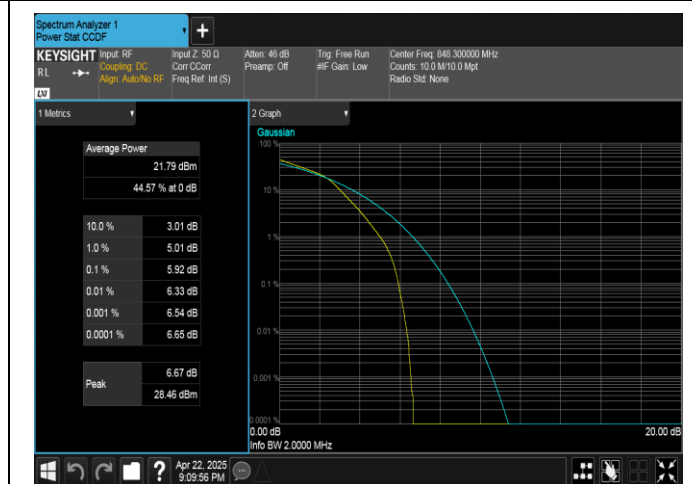 Spectrum Analyzer 1
Power Stat CCDF
+
KEYSIGHT Input: RF Input Z: 50 Ω Atten: 46 dB Trig: Free Run Center Freq: 848.300000 MHz
RL Coupling: DC Corr CCorr Preamp: Off #IF Gain: Low Counts: 10.0 M/10.0 Mpt
Align: Auto/No RF Freq Ref: Int (S) Radio Std: None
LXI
1 Metrics
Average Power
21.79 dBm
44.57 % at 0 dB
10.0 % 3.01 dB
1.0 % 5.01 dB
0.1 % 5.92 dB
0.01 % 6.33 dB
0.001 % 6.54 dB
0.0001 % 6.65 dB
Peak 6.67 dB
28.46 dBm
2 Graph
Gaussian
100 %
10 %
1 %
0.1 %
0.01 %
0.001 %
0.0001 %
0.00 dB 20.00 dB
Info BW 2.0000 MHz
? Apr 22, 2025
9:09:56 PM